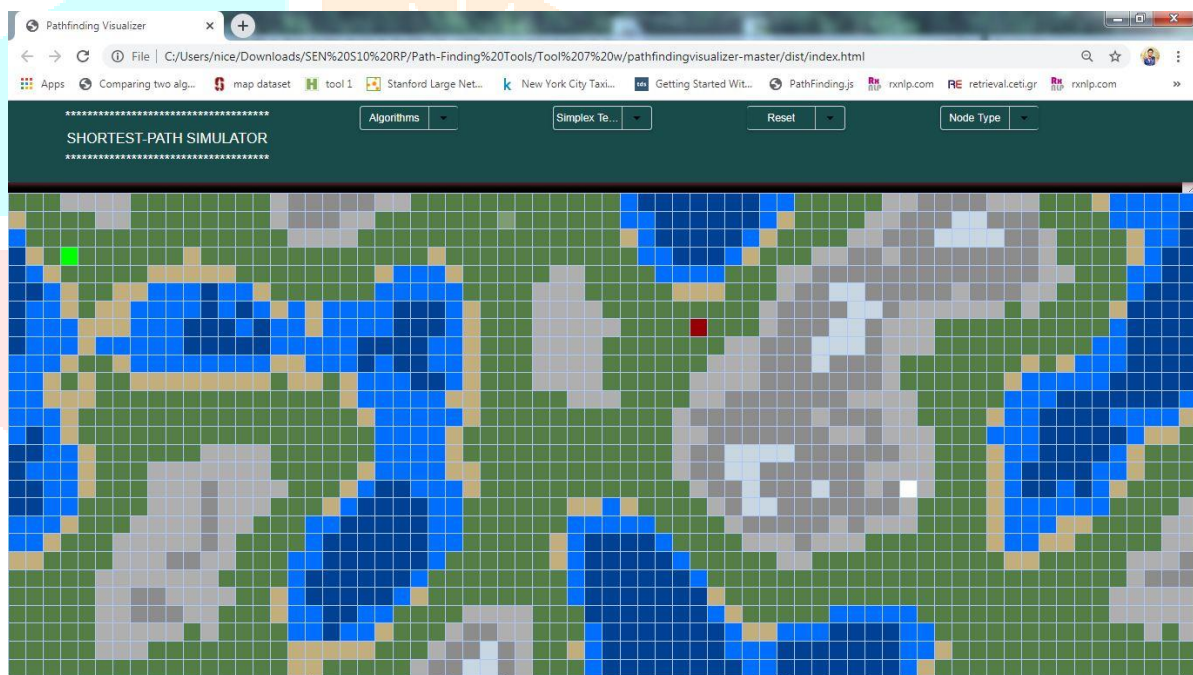 Pathfinding Visualizer
File | C:/Users/nice/Downloads/SEN%20S10%20RP/Path-Finding%20Tools/Tool%207%20w/pathfindingvisualizer-master/dist/index.html
Apps Comparing two alg... map dataset tool 1 Stanford Large Net... New York City Taxi... Getting Started Wit... PathFinding.js rxnlp.com retrieval.ceti.gr rxnlp.com »
************************************
SHORTEST-PATH SIMULATOR
************************************
Algorithms Simplex Te... Reset Node Type